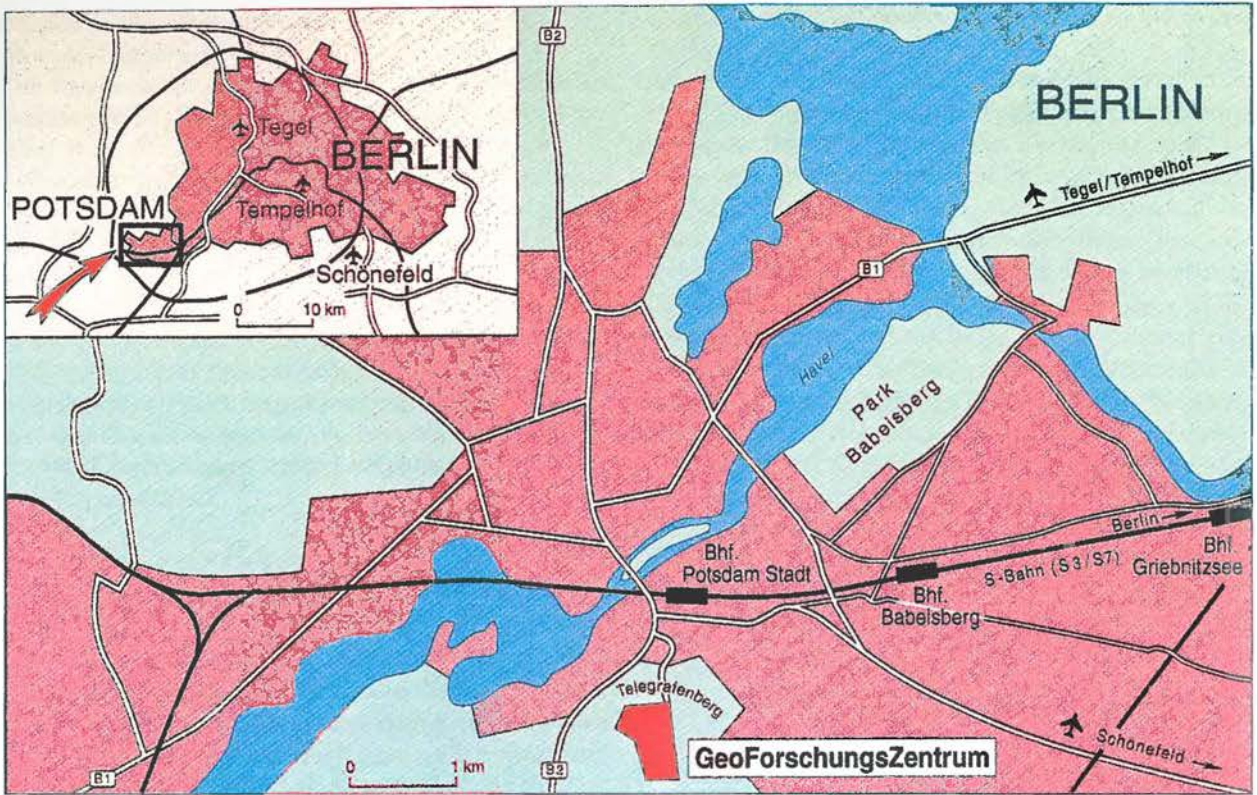 Tegel
BERLIN
Tempelhof
POTSDAM
Schönefeld
0 10 km
B2
BERLIN
Tegel/Tempelhof
B1
Havel
Park
Babelsberg
Berlin
Bhf.
Potsdam Stadt
S-Bahn (S3/S7)
Bhf.
Griebnitzsee
Bhf.
Babelsberg
Telegrafenberg
Schönefeld
GeoForschungsZentrum
0 1 km
B1
B2